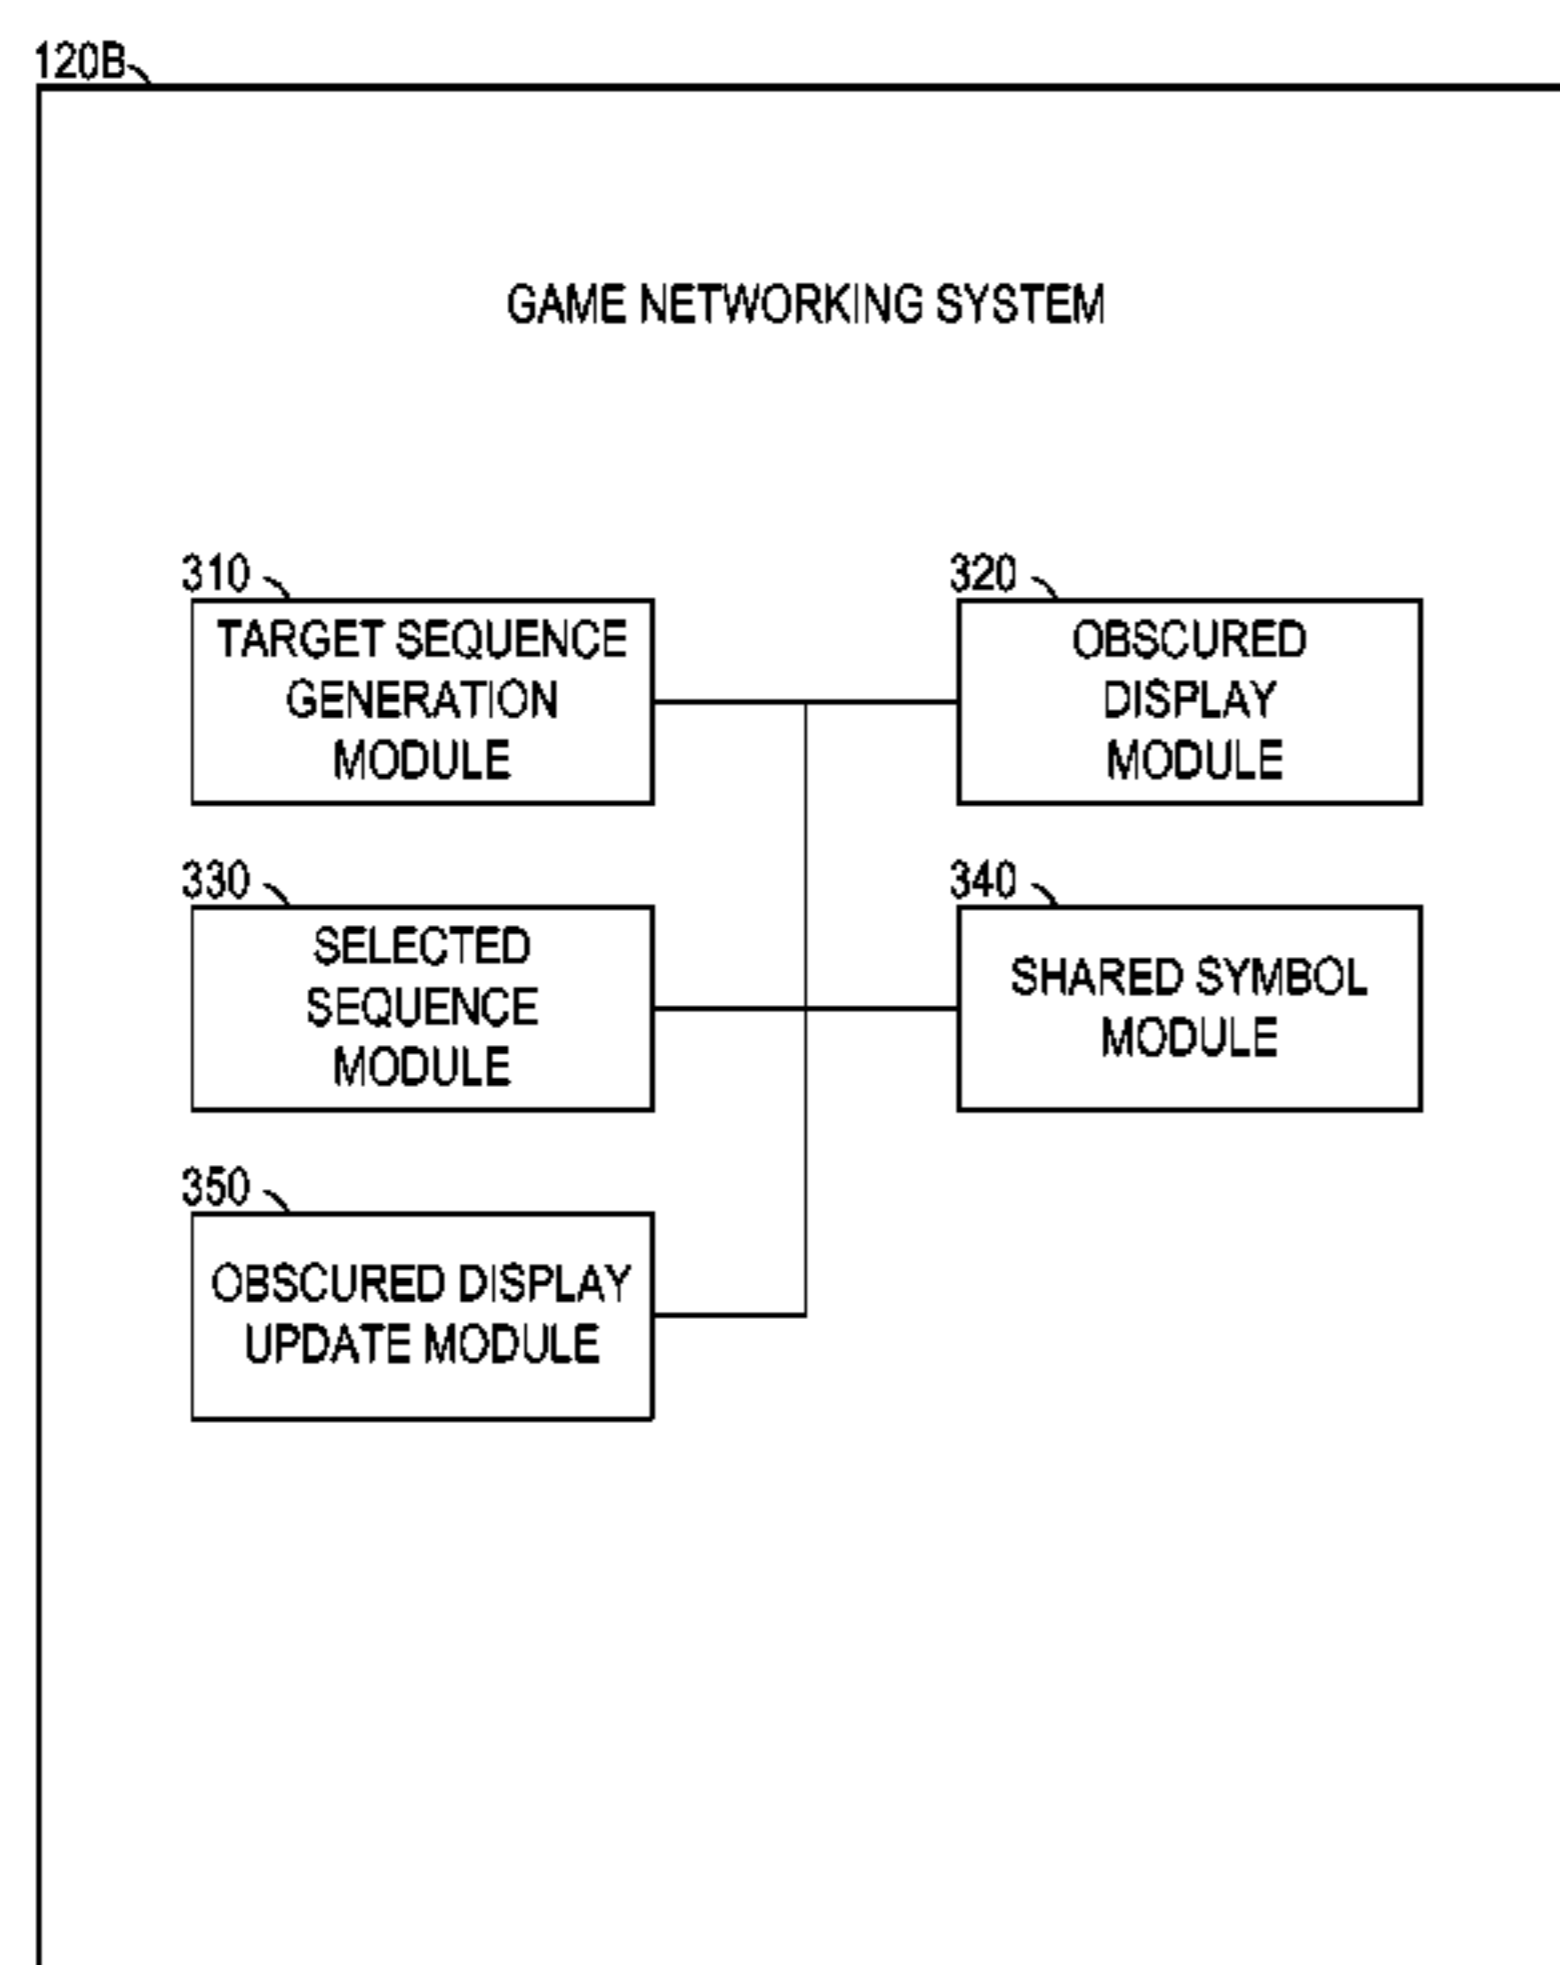 120B
GAME NETWORKING SYSTEM
310
TARGET SEQUENCE
GENERATION
MODULE
320
OBSCURED
DISPLAY
MODULE
330
SELECTED
SEQUENCE
MODULE
340
SHARED SYMBOL
MODULE
350
OBSCURED DISPLAY
UPDATE MODULE